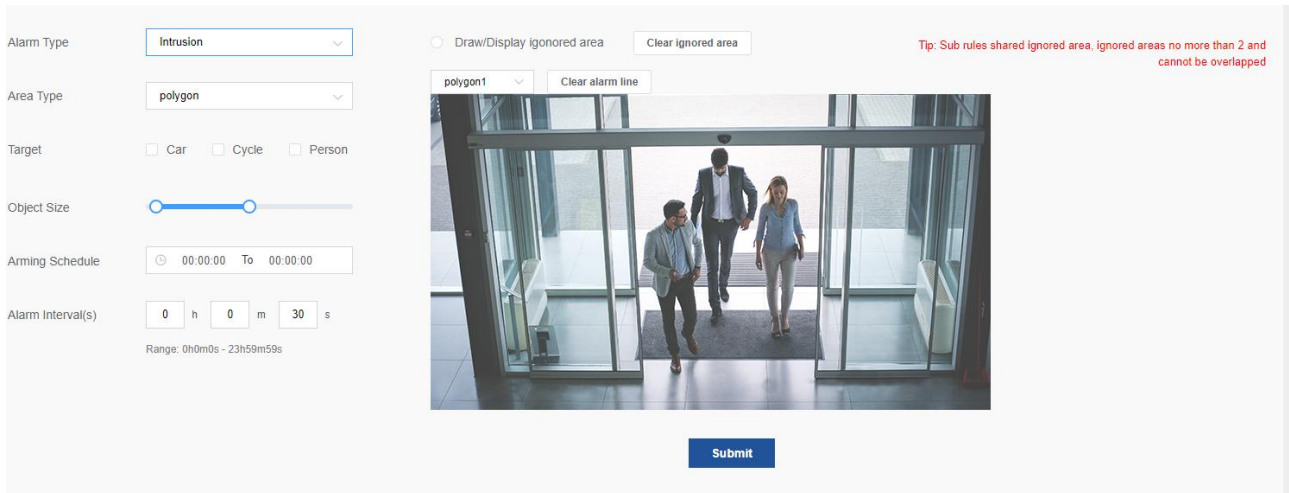 Alarm Type
Intrusion
Area Type
polygon
Target
Car Cycle Person
Object Size
Arming Schedule
00:00:00 To 00:00:00
Alarm Interval(s)
0 h 0 m 30 s
Range: 0h0m0s - 23h59m59s
Draw/Display igonored area
Clear ignored area
polygon1
Clear alarm line
Tip: Sub rules shared ignored area, ignored areas no more than 2 and
cannot be overlapped
Submit